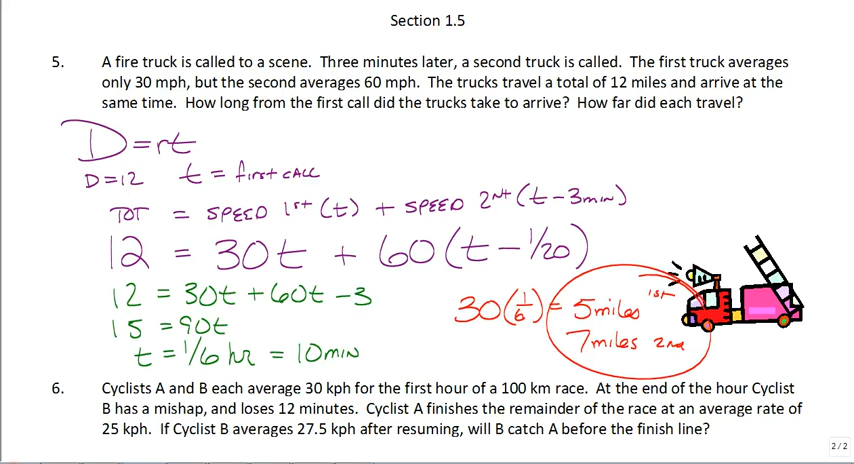 Section 1.5
5. A fire truck is called to a scene. Three minutes later, a second truck is called. The first truck averages
only 30 mph, but the second averages 60 mph. The trucks travel a total of 12 miles and arrive at the
same time. How long from the first call did the trucks take to arrive? How far did each travel?
D = rt
D = 12 t = first CALL
TOT = SPEED 1st (t) + SPEED 2nd (t - 3min)
12 = 30t + 60(t - 1/20)
12 = 30t + 60t - 3
15 = 90t
t = 1/6 hr = 10 min
30(1/6) = 5 miles 1st
7 miles 2nd
6. Cyclists A and B each average 30 kph for the first hour of a 100 km race. At the end of the hour Cyclist
B has a mishap, and loses 12 minutes. Cyclist A finishes the remainder of the race at an average rate of
25 kph. If Cyclist B averages 27.5 kph after resuming, will B catch A before the finish line?
2 / 2